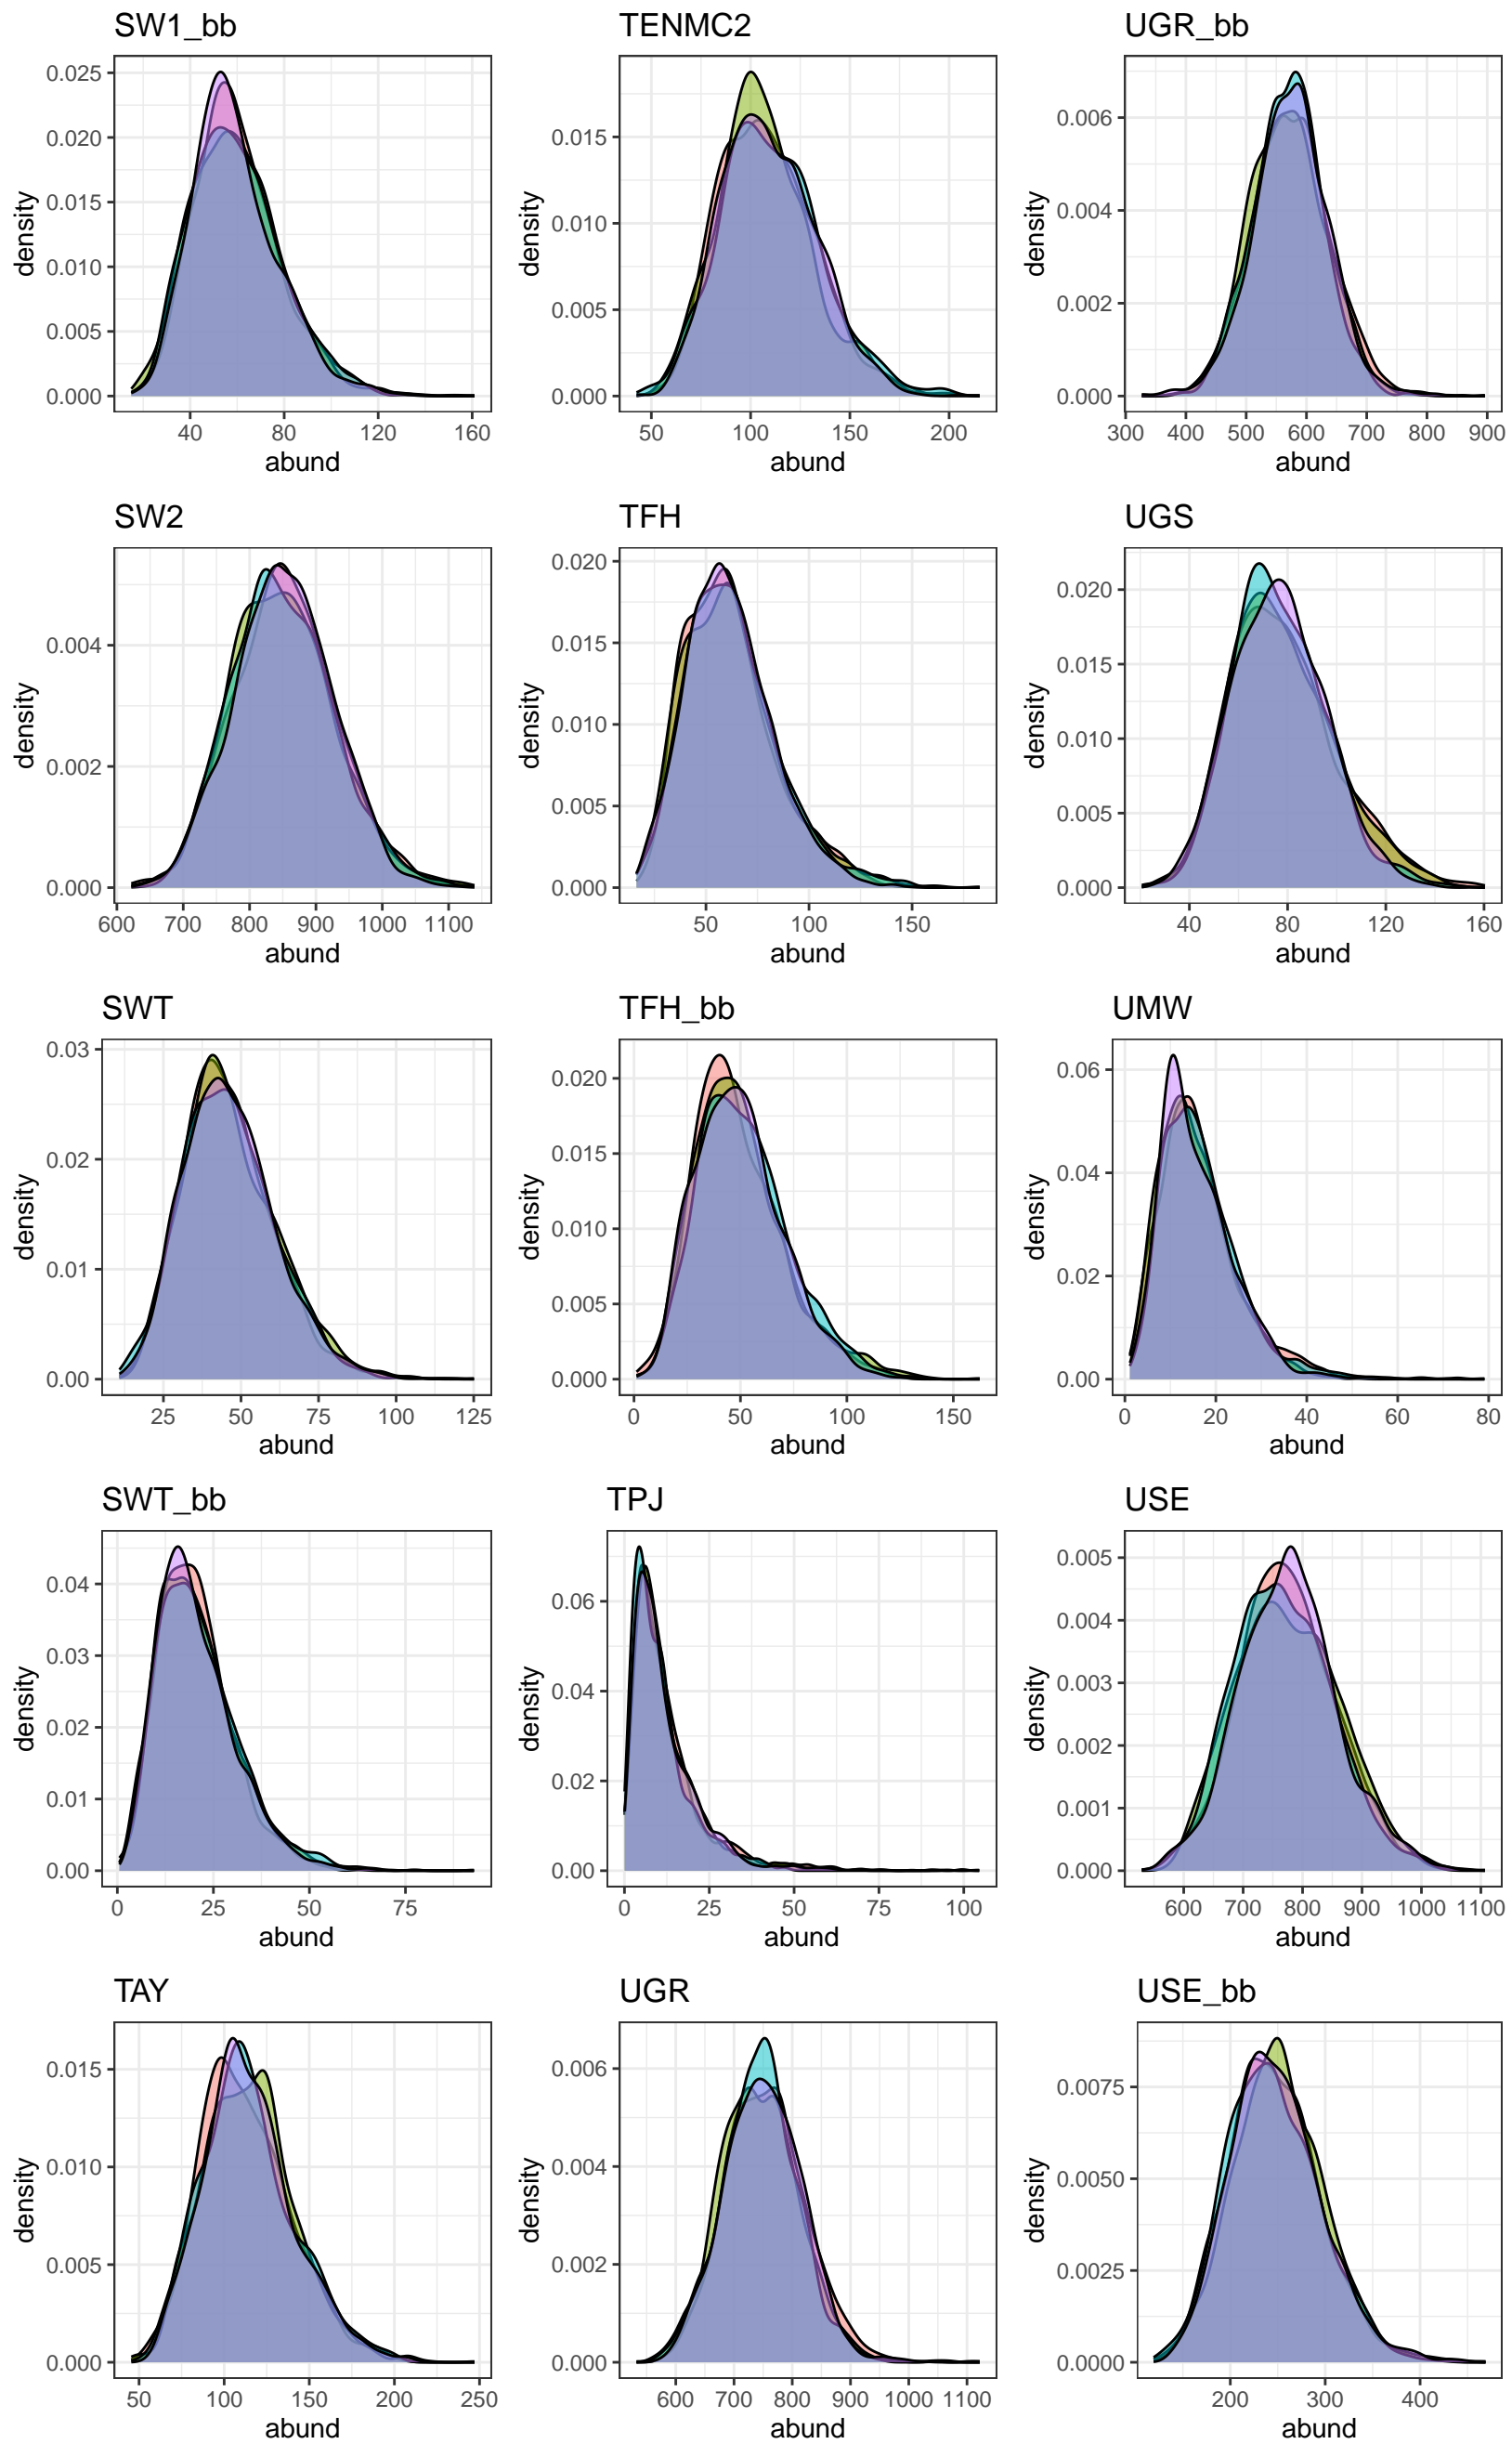 SW1_bb
TENMC2
UGR_bb
0.025
0.020
0.015
0.010
0.005
0.000
density
40 80 120 160
abund
0.015
0.010
0.005
0.000
density
50 100 150 200
abund
0.006
0.004
0.002
0.000
density
300 400 500 600 700 800 900
abund
SW2
TFH
UGS
0.004
0.002
0.000
density
600 700 800 900 1000 1100
abund
0.020
0.015
0.010
0.005
0.000
density
50 100 150
abund
0.020
0.015
0.010
0.005
0.000
density
40 80 120 160
abund
SWT
TFH_bb
UMW
0.03
0.02
0.01
0.00
density
25 50 75 100 125
abund
0.020
0.015
0.010
0.005
0.000
density
0 50 100 150
abund
0.06
0.04
0.02
0.00
density
0 20 40 60 80
abund
SWT_bb
TPJ
USE
0.04
0.03
0.02
0.01
0.00
density
0 25 50 75
abund
0.06
0.04
0.02
0.00
density
0 25 50 75 100
abund
0.005
0.004
0.003
0.002
0.001
0.000
density
600 700 800 900 1000 1100
abund
TAY
UGR
USE_bb
0.015
0.010
0.005
0.000
density
50 100 150 200 250
abund
0.006
0.004
0.002
0.000
density
600 700 800 900 1000 1100
abund
0.0075
0.0050
0.0025
0.0000
density
200 300 400
abund